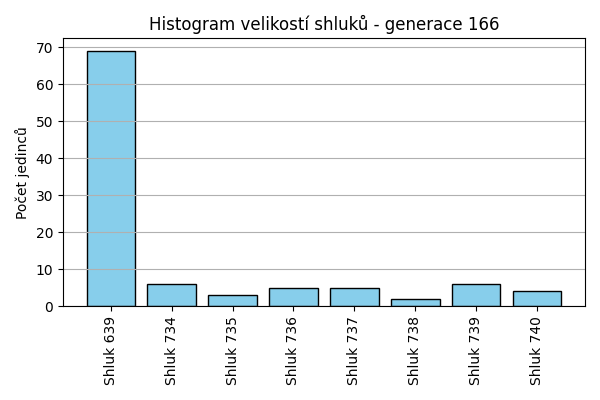 Histogram velikostí shluků - generace 166
Počet jedinců
70
60
50
40
30
20
10
0
Shluk 639
Shluk 734
Shluk 735
Shluk 736
Shluk 737
Shluk 738
Shluk 739
Shluk 740